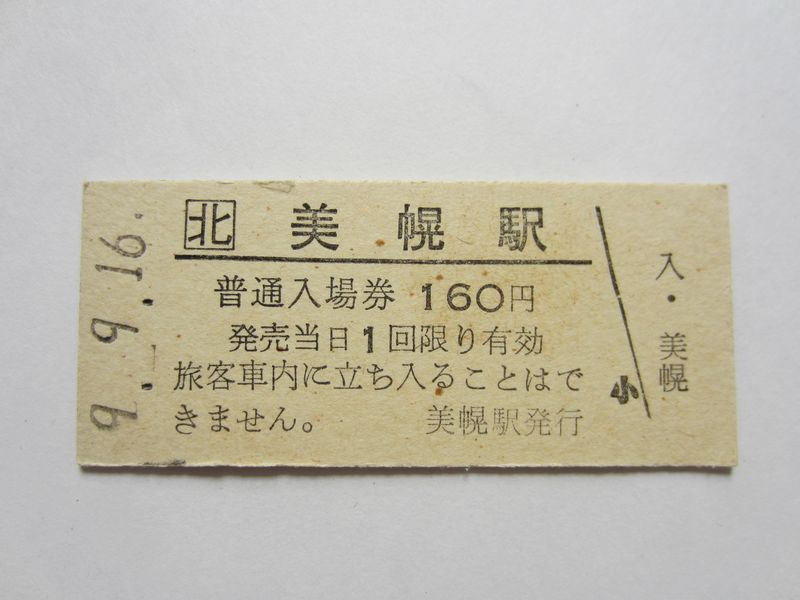 9.-9.16.
北 美幌駅
普通入場券 160円
発売当日1回限り有効
旅客車内に立ち入ることはで
きません。 美幌駅発行
小
入・美幌